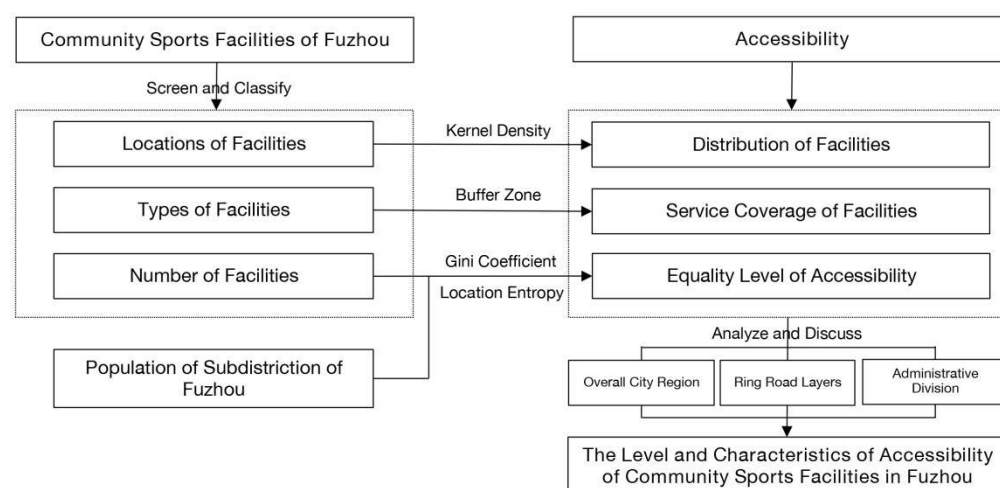 Community Sports Facilities of Fuzhou
Accessibility
Screen and Classify
Locations of Facilities
Kernel Density
Distribution of Facilities
Types of Facilities
Buffer Zone
Service Coverage of Facilities
Number of Facilities
Gini Coefficient
Location Entropy
Equality Level of Accessibility
Population of Subdistriction of
Fuzhou
Analyze and Discuss
Overall City Region
Ring Road Layers
Administrative
Division
The Level and Characteristics of Accessibility
of Community Sports Facilities in Fuzhou